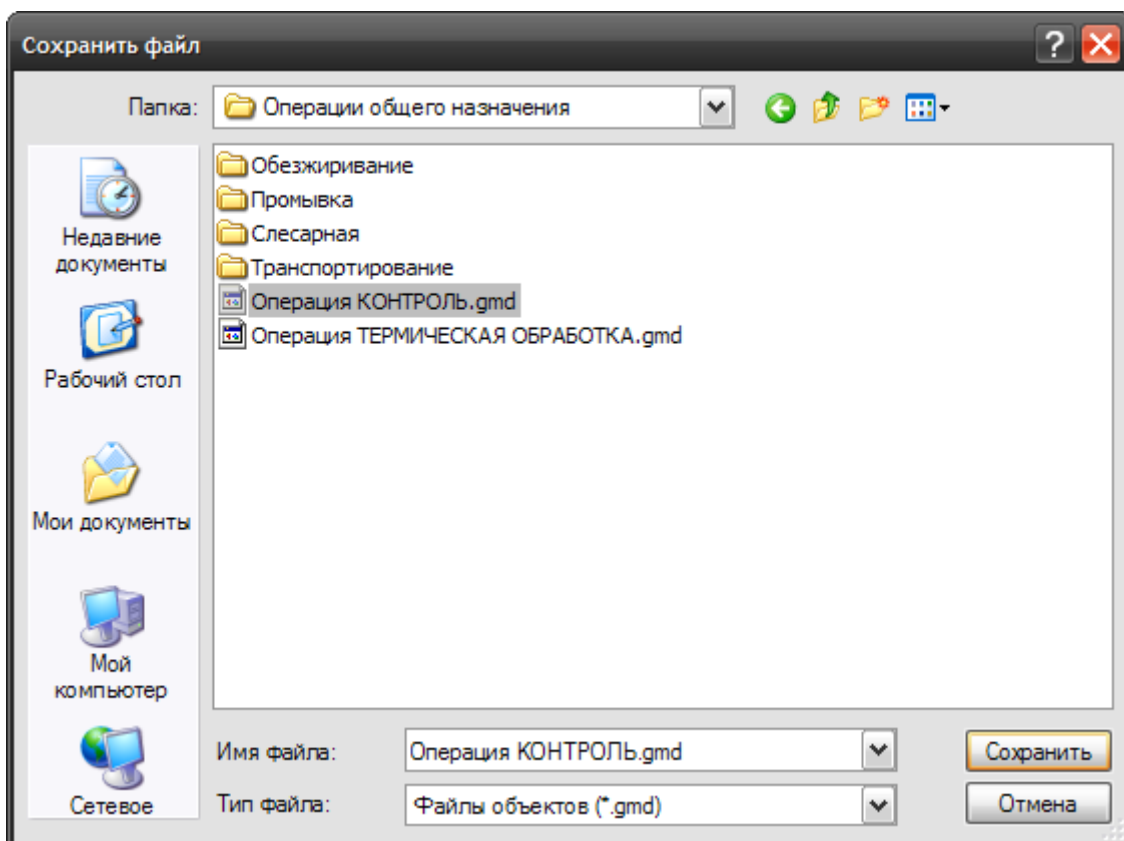 Сохранить файл
Папка:
Операции общего назначения
Обезжиривание
Промывка
Слесарная
Транспортирование
Операция КОНТРОЛЬ.gmd
Операция ТЕРМИЧЕСКАЯ ОБРАБОТКА.gmd
Недавние
документы
Рабочий стол
Мои документы
Мой
компьютер
Сетевое
Имя файла:
Операция КОНТРОЛЬ.gmd
Сохранить
Тип файла:
Файлы объектов (*.gmd)
Отмена